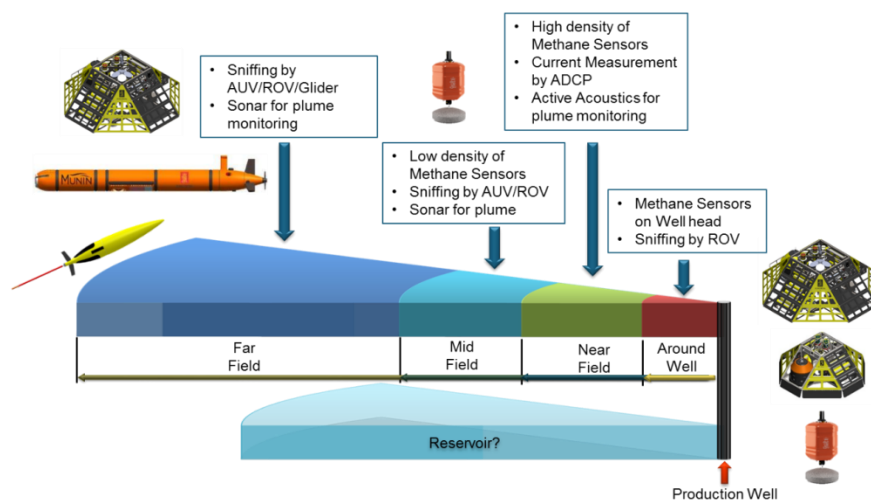 • Sniffing by
AUV/ROV/Glider
• Sonar for plume
monitoring
• High density of
Methane Sensors
• Current Measurement
by ADCP
• Active Acoustics for
plume monitoring
MUNIN
• Low density of
Methane Sensors
• Sniffing by AUV/ROV
• Sonar for plume
• Methane Sensors
on Well head
• Sniffing by ROV
Far
Field
Mid
Field
Near
Field
Around
Well
Reservoir?
Production Well